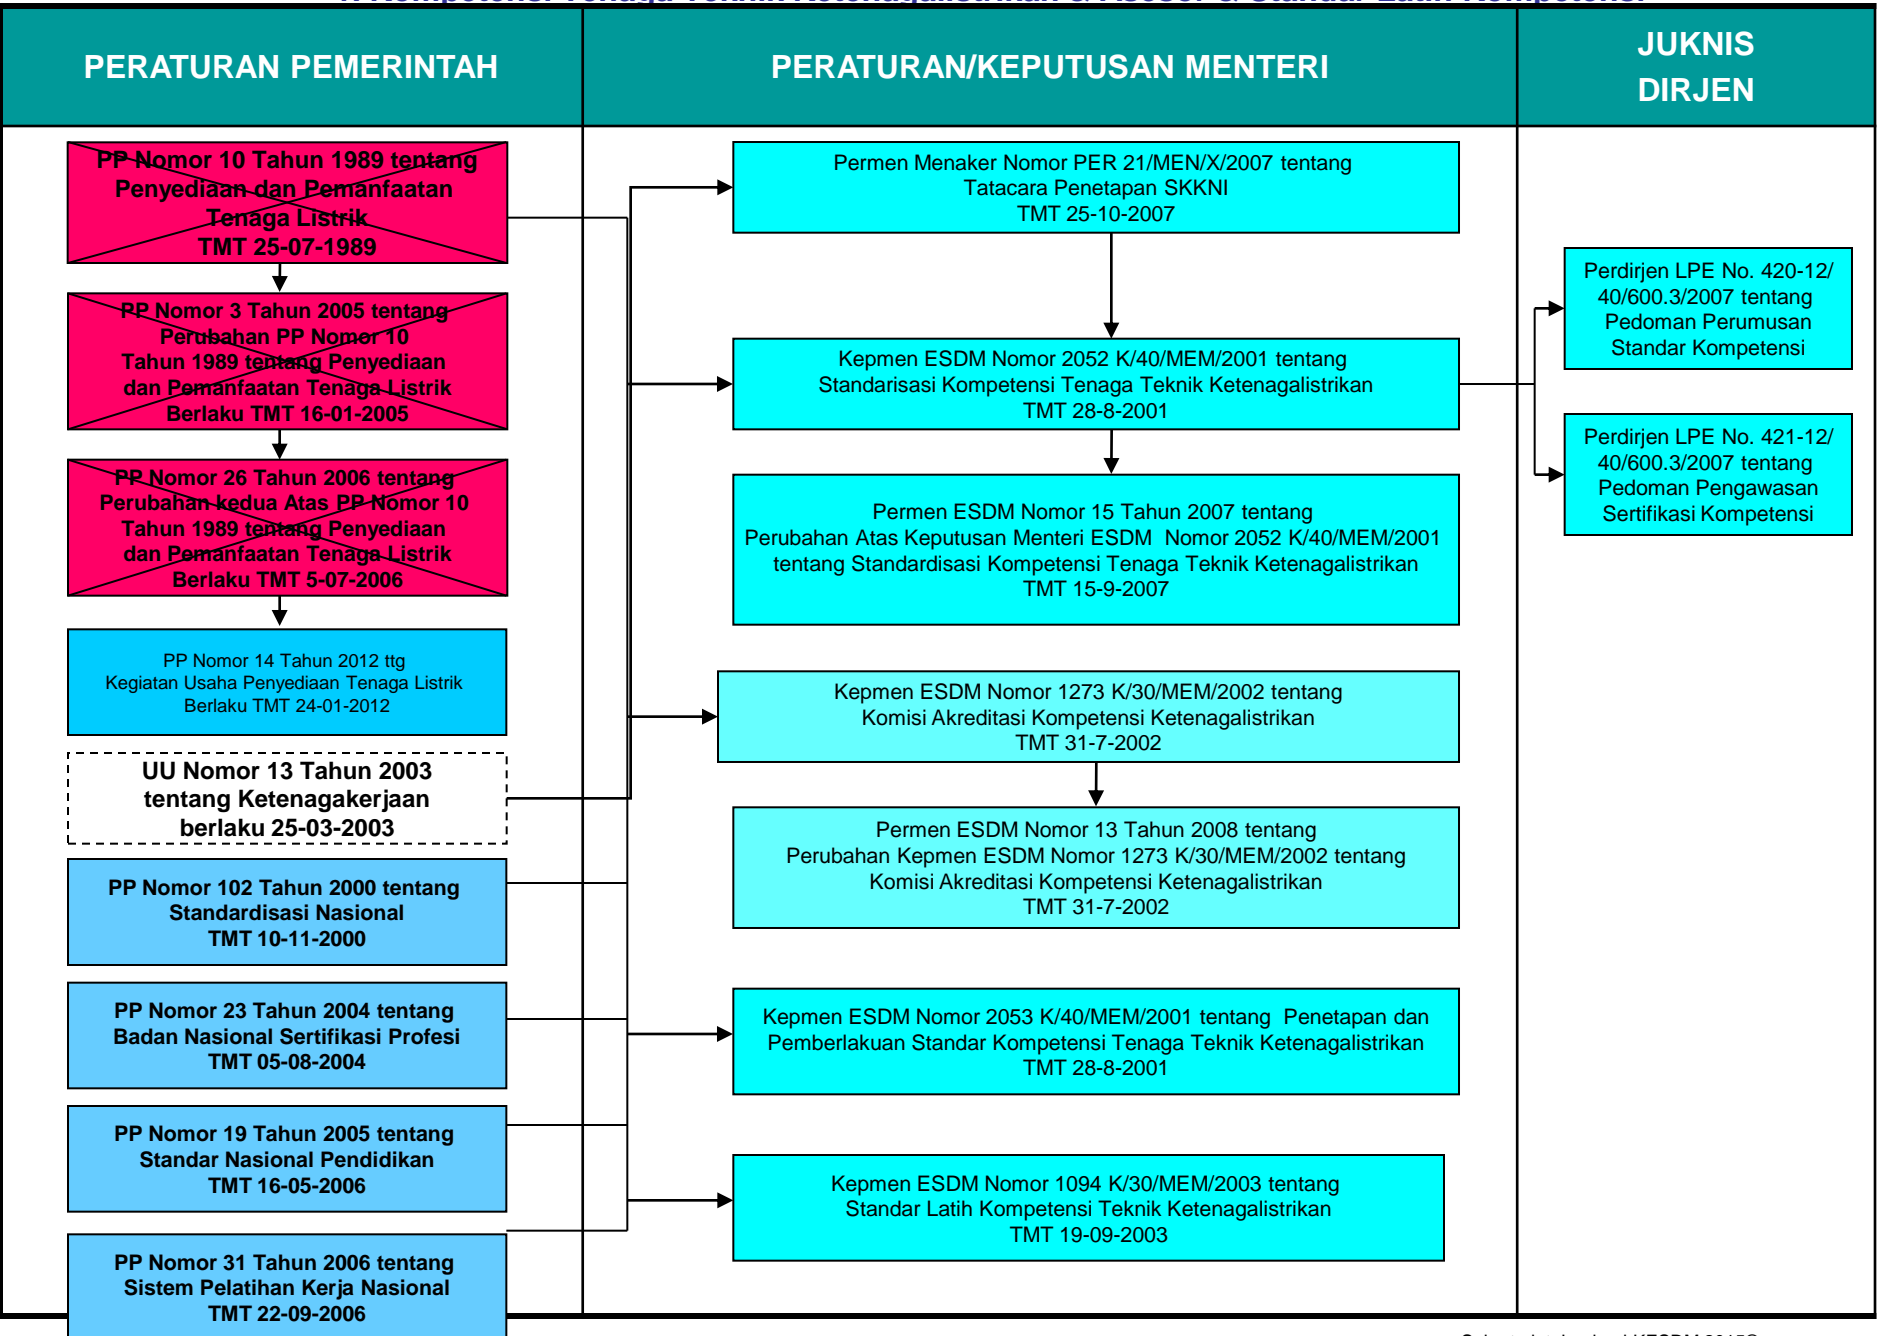 Kompetensi Tenaga Teknik Ketenagalistrikan & Asesor & Standar Latih Kompetensi
PERATURAN PEMERINTAH
PERATURAN/KEPUTUSAN MENTERI
JUKNIS
DIRJEN
PP Nomor 10 Tahun 1989 tentang
Penyediaan dan Pemanfaatan
Tenaga Listrik
TMT 25-07-1989
PP Nomor 3 Tahun 2005 tentang
Perubahan PP Nomor 10
Tahun 1989 tentang Penyediaan
dan Pemanfaatan Tenaga Listrik
Berlaku TMT 16-01-2005
PP Nomor 26 Tahun 2006 tentang
Perubahan kedua Atas PP Nomor 10
Tahun 1989 tentang Penyediaan
dan Pemanfaatan Tenaga Listrik
Berlaku TMT 5-07-2006
PP Nomor 14 Tahun 2012 ttg
Kegiatan Usaha Penyediaan Tenaga Listrik
Berlaku TMT 24-01-2012
UU Nomor 13 Tahun 2003
tentang Ketenagakerjaan
berlaku 25-03-2003
PP Nomor 102 Tahun 2000 tentang
Standardisasi Nasional
TMT 10-11-2000
PP Nomor 23 Tahun 2004 tentang
Badan Nasional Sertifikasi Profesi
TMT 05-08-2004
PP Nomor 19 Tahun 2005 tentang
Standar Nasional Pendidikan
TMT 16-05-2006
PP Nomor 31 Tahun 2006 tentang
Sistem Pelatihan Kerja Nasional
TMT 22-09-2006
Permen Menaker Nomor PER 21/MEN/X/2007 tentang
Tatacara Penetapan SKKNI
TMT 25-10-2007
Kepmen ESDM Nomor 2052 K/40/MEM/2001 tentang
Standarisasi Kompetensi Tenaga Teknik Ketenagalistrikan
TMT 28-8-2001
Permen ESDM Nomor 15 Tahun 2007 tentang
Perubahan Atas Keputusan Menteri ESDM Nomor 2052 K/40/MEM/2001
tentang Standardisasi Kompetensi Tenaga Teknik Ketenagalistrikan
TMT 15-9-2007
Kepmen ESDM Nomor 1273 K/30/MEM/2002 tentang
Komisi Akreditasi Kompetensi Ketenagalistrikan
TMT 31-7-2002
Permen ESDM Nomor 13 Tahun 2008 tentang
Perubahan Kepmen ESDM Nomor 1273 K/30/MEM/2002 tentang
Komisi Akreditasi Kompetensi Ketenagalistrikan
TMT 31-7-2002
Kepmen ESDM Nomor 2053 K/40/MEM/2001 tentang Penetapan dan
Pemberlakuan Standar Kompetensi Tenaga Teknik Ketenagalistrikan
TMT 28-8-2001
Kepmen ESDM Nomor 1094 K/30/MEM/2003 tentang
Standar Latih Kompetensi Teknik Ketenagalistrikan
TMT 19-09-2003
Perdirjen LPE No. 420-12/
40/600.3/2007 tentang
Pedoman Perumusan
Standar Kompetensi
Perdirjen LPE No. 421-12/
40/600.3/2007 tentang
Pedoman Pengawasan
Sertifikasi Kompetensi